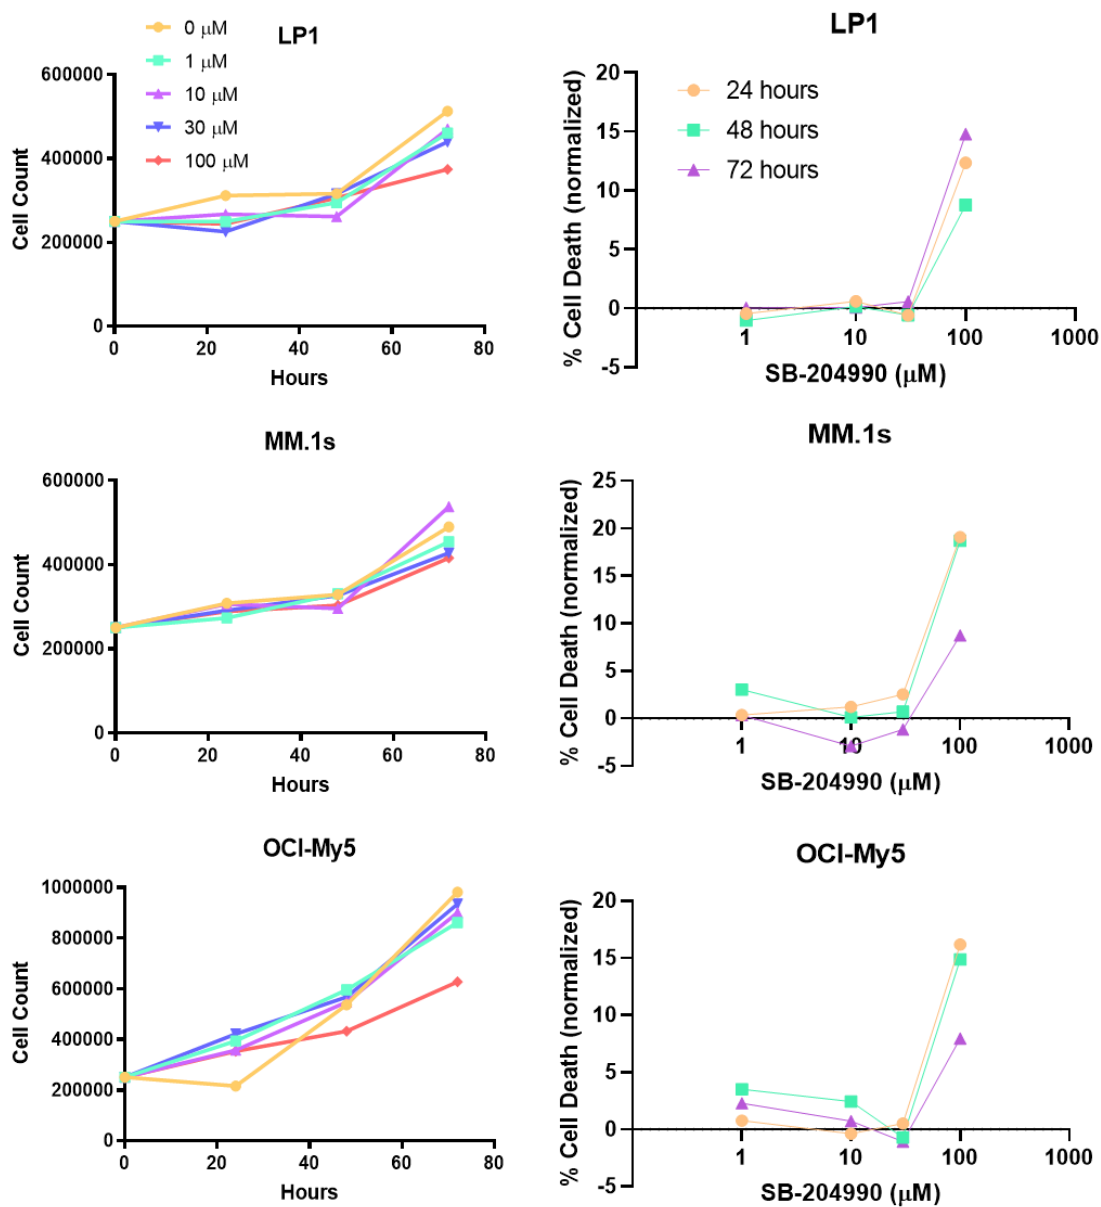 LP1
0 μM
1 μM
10 μM
30 μM
100 μM
600000
400000
200000
0
Cell Count
0 20 40 60 80
Hours
LP1
24 hours
48 hours
72 hours
20
15
10
5
0
-5
% Cell Death (normalized)
1 10 100 1000
SB-204990 (μM)
MM.1s
600000
400000
200000
0
Cell Count
0 20 40 60 80
Hours
MM.1s
25
20
15
10
5
0
-5
% Cell Death (normalized)
1 10 100 1000
SB-204990 (μM)
OCI-My5
1000000
800000
600000
400000
200000
0
Cell Count
0 20 40 60 80
Hours
OCI-My5
20
15
10
5
0
-5
% Cell Death (normalized)
1 10 100 1000
SB-204990 (μM)